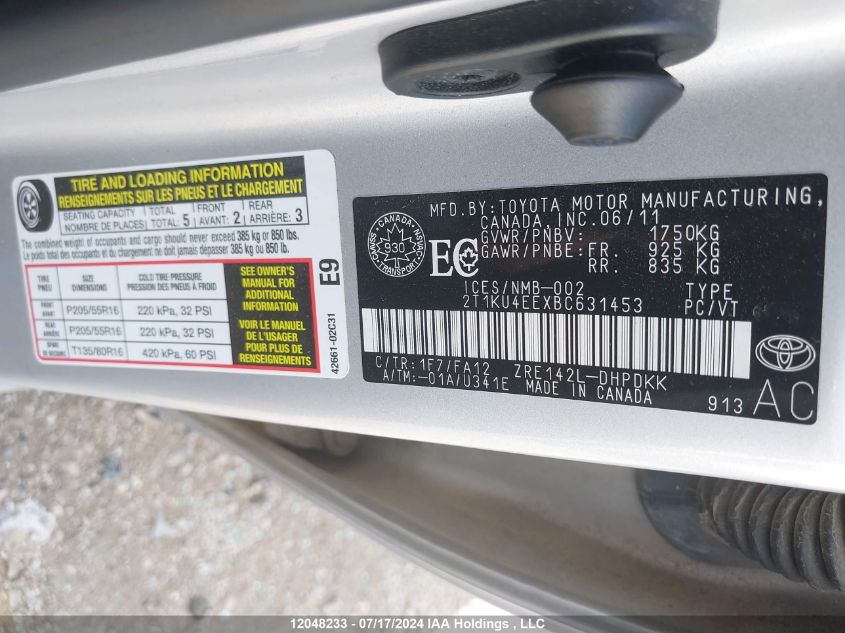 TIRE AND LOADING INFORMATION
RENSEIGNEMENTS SUR LES PNEUS ET LE CHARGEMENT
SEATING CAPACITY TOTAL 5 FRONT 2 REAR 3
NOMBRE DE PLACES TOTAL: AVANT: ARRIÈRE:
The combined weight of occupants and cargo should never exceed 385 kg or 850 lbs.
Le poids total des occupants et du chargement ne doit jamais dépasser 385 kg ou 850 lb.
TIRE SIZE COLD TIRE PRESSURE
PNEU DIMENSIONS PRESSION DES PNEUS À FROID
FRONT AVANT P205/55R16 220 kPa, 32 PSI
REAR ARRIÈRE P205/55R16 220 kPa, 32 PSI
SPARE DE SECOURS T135/80R16 420 kPa, 60 PSI
SEE OWNER'S
MANUAL FOR
ADDITIONAL
INFORMATION
VOIR LE MANUEL
DE L'USAGER
POUR PLUS DE
RENSEIGNEMENTS
E9
42661-02C31
CANADA
930
TRANSPORT
EC
MFD.BY:TOYOTA MOTOR MANUFACTURING,
CANADA INC.06/11
GVWR/PNBV: 1750KG
GAWR/PNBE:FR. 925 KG
RR. 835 KG
ICES/NMB-002 TYPE
2T1KU4EEXBC631453 PC/VT
C/TR:1F7/FA12 ZRE142L-DHPDKK
A/TM:-01A/U341E MADE IN CANADA
913 AC
12048233 - 07/17/2024 IAA Holdings , LLC